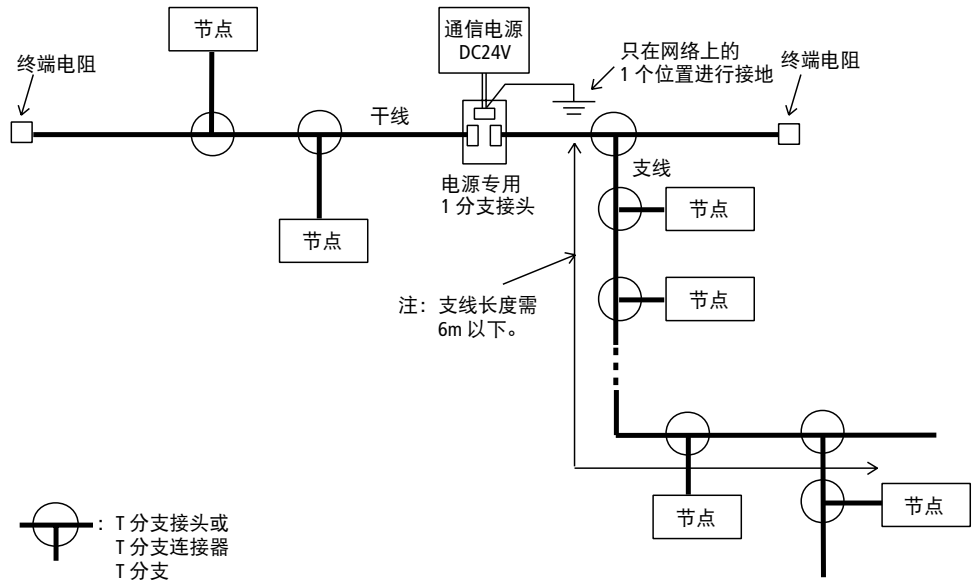 节点
通信电源
DC24V
只在网络上的
1 个位置进行接地
终端电阻
终端电阻
干线
支线
电源专用
1 分支接头
节点
节点
节点
注：支线长度需
6m 以下。
节点
节点
：T 分支接头或
T 分支连接器
T 分支